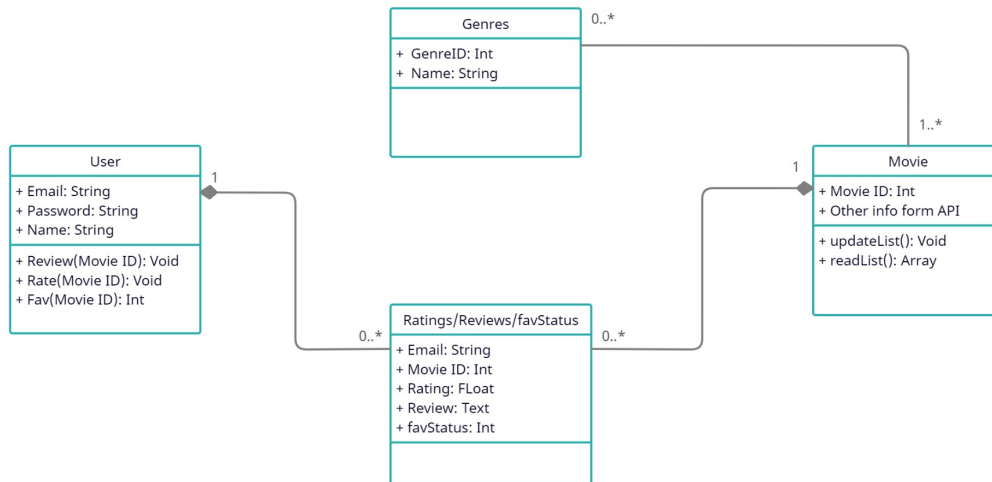 Genres
0..*
+ GenreID: Int
+ Name: String
1..*
User
+ Email: String
+ Password: String
+ Name: String
+ Review(Movie ID): Void
+ Rate(Movie ID): Void
+ Fav(Movie ID): Int
1
1
Movie
+ Movie ID: Int
+ Other info form API
+ updateList(): Void
+ readList(): Array
0..*
Ratings/Reviews/favStatus
0..*
+ Email: String
+ Movie ID: Int
+ Rating: FLoat
+ Review: Text
+ favStatus: Int